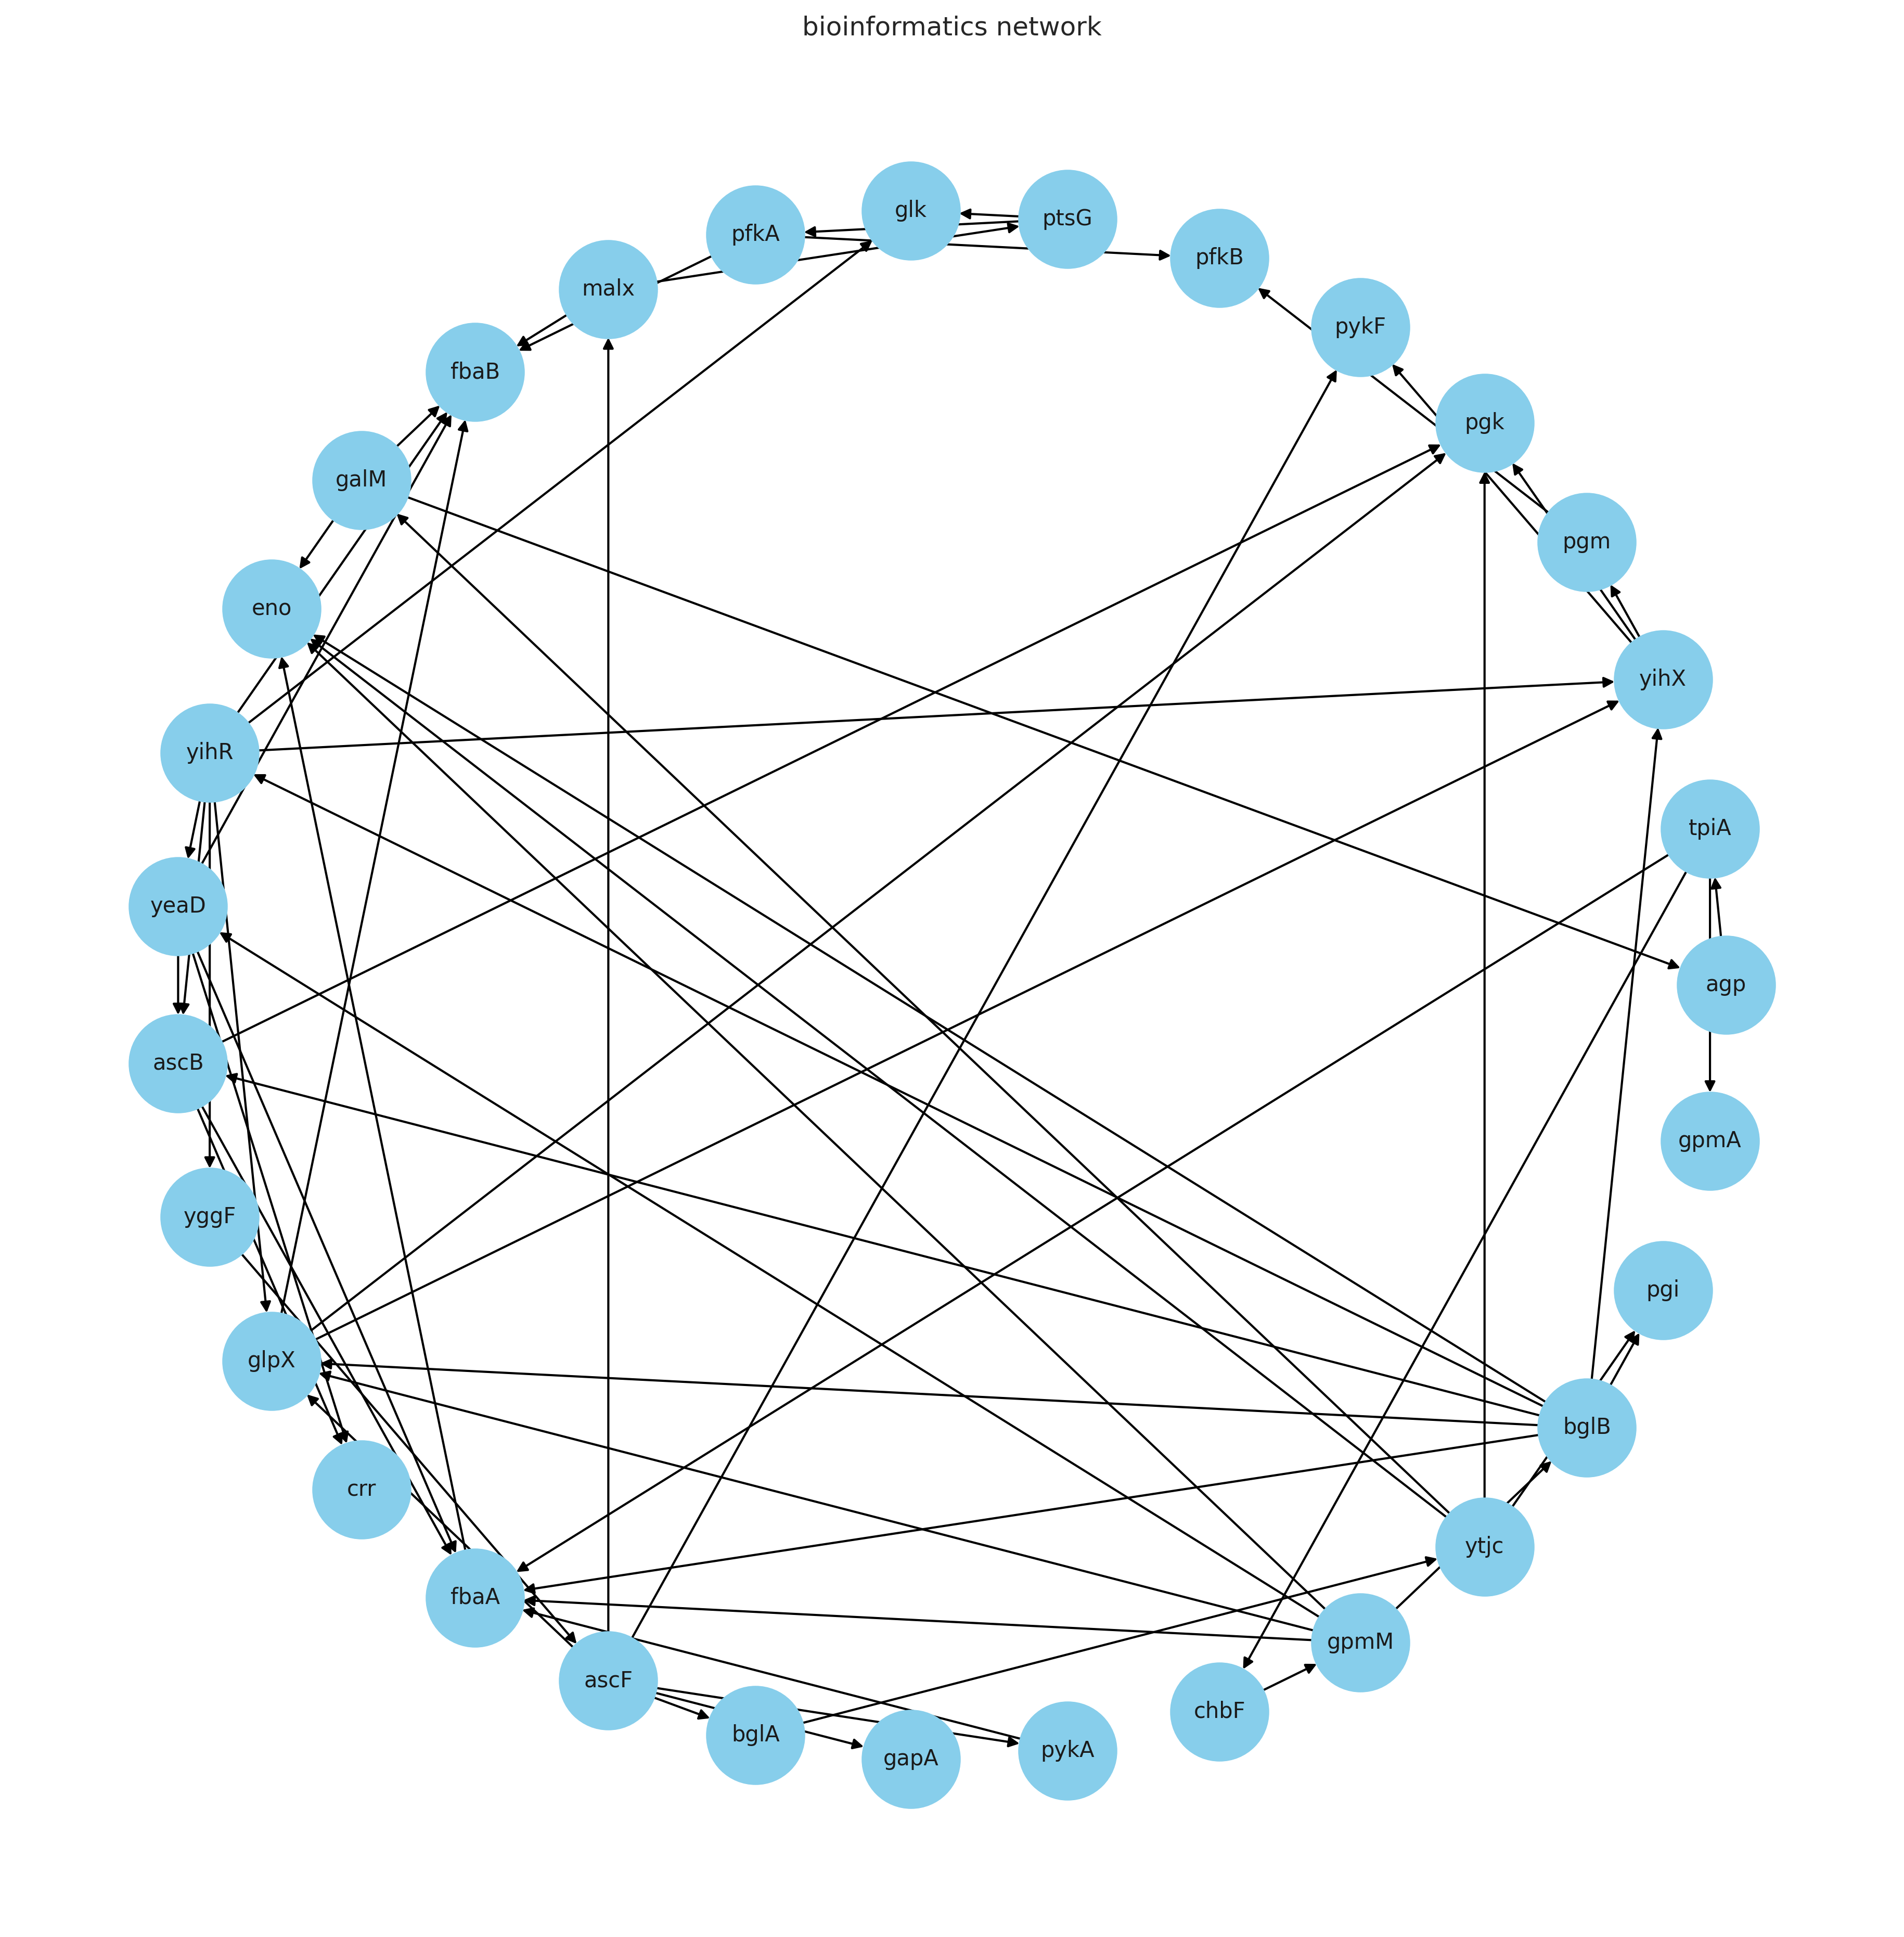 bioinformatics network
glk
ptsG
pfkA
pfkB
malx
pykF
fbaB
pgk
galM
pgm
eno
yihX
yihR
tpiA
yeaD
agp
ascB
gpmA
yggF
pgi
glpX
bglB
crr
ytjc
fbaA
gpmM
ascF
chbF
bglA
pykA
gapA